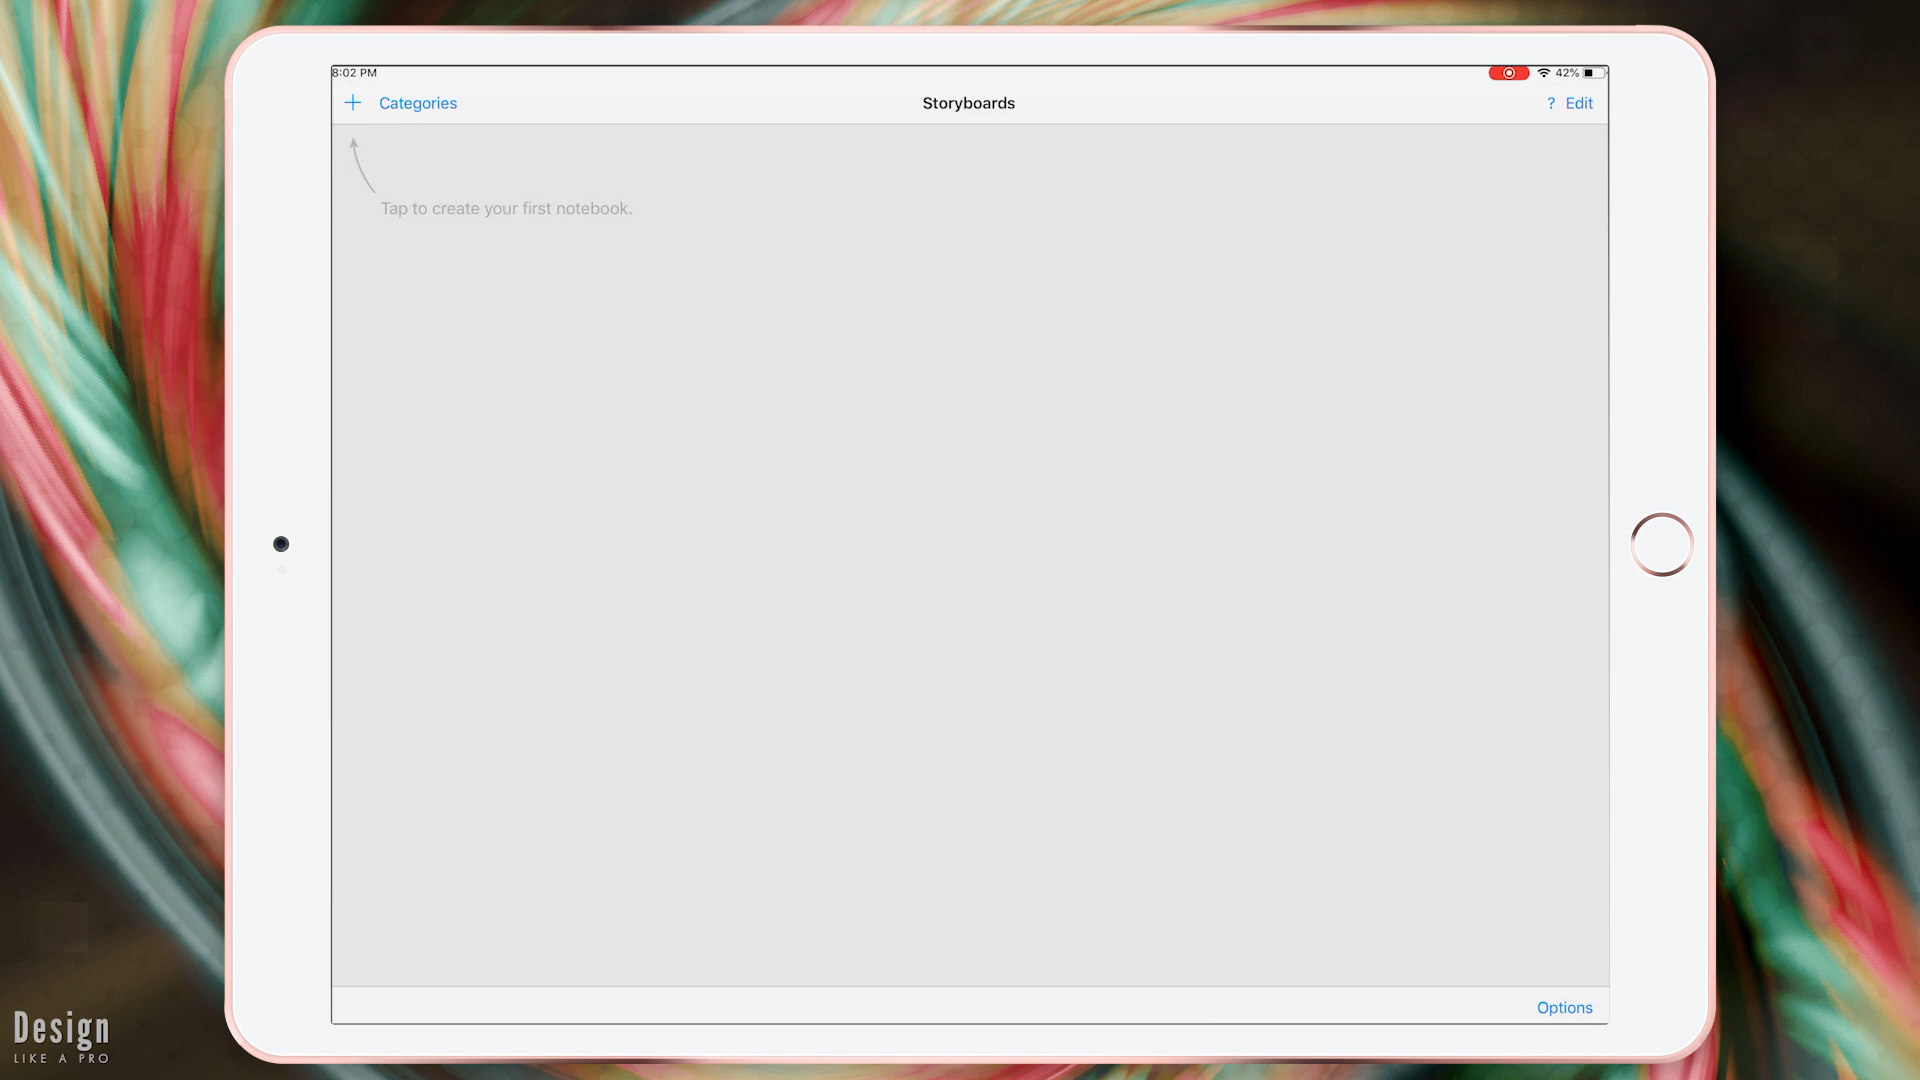 8:02 PM
42%
Categories
Storyboards
? Edit
Tap to create your first notebook.
Options
Design
LIKE A PRO